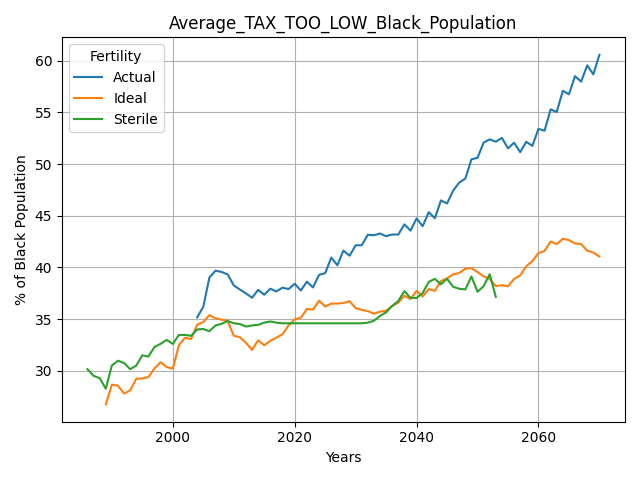 Average_TAX_TOO_LOW_Black_Population
Fertility
Actual
Ideal
Sterile
% of Black Population
60
55
50
45
40
35
30
2000
2020
2040
2060
Years